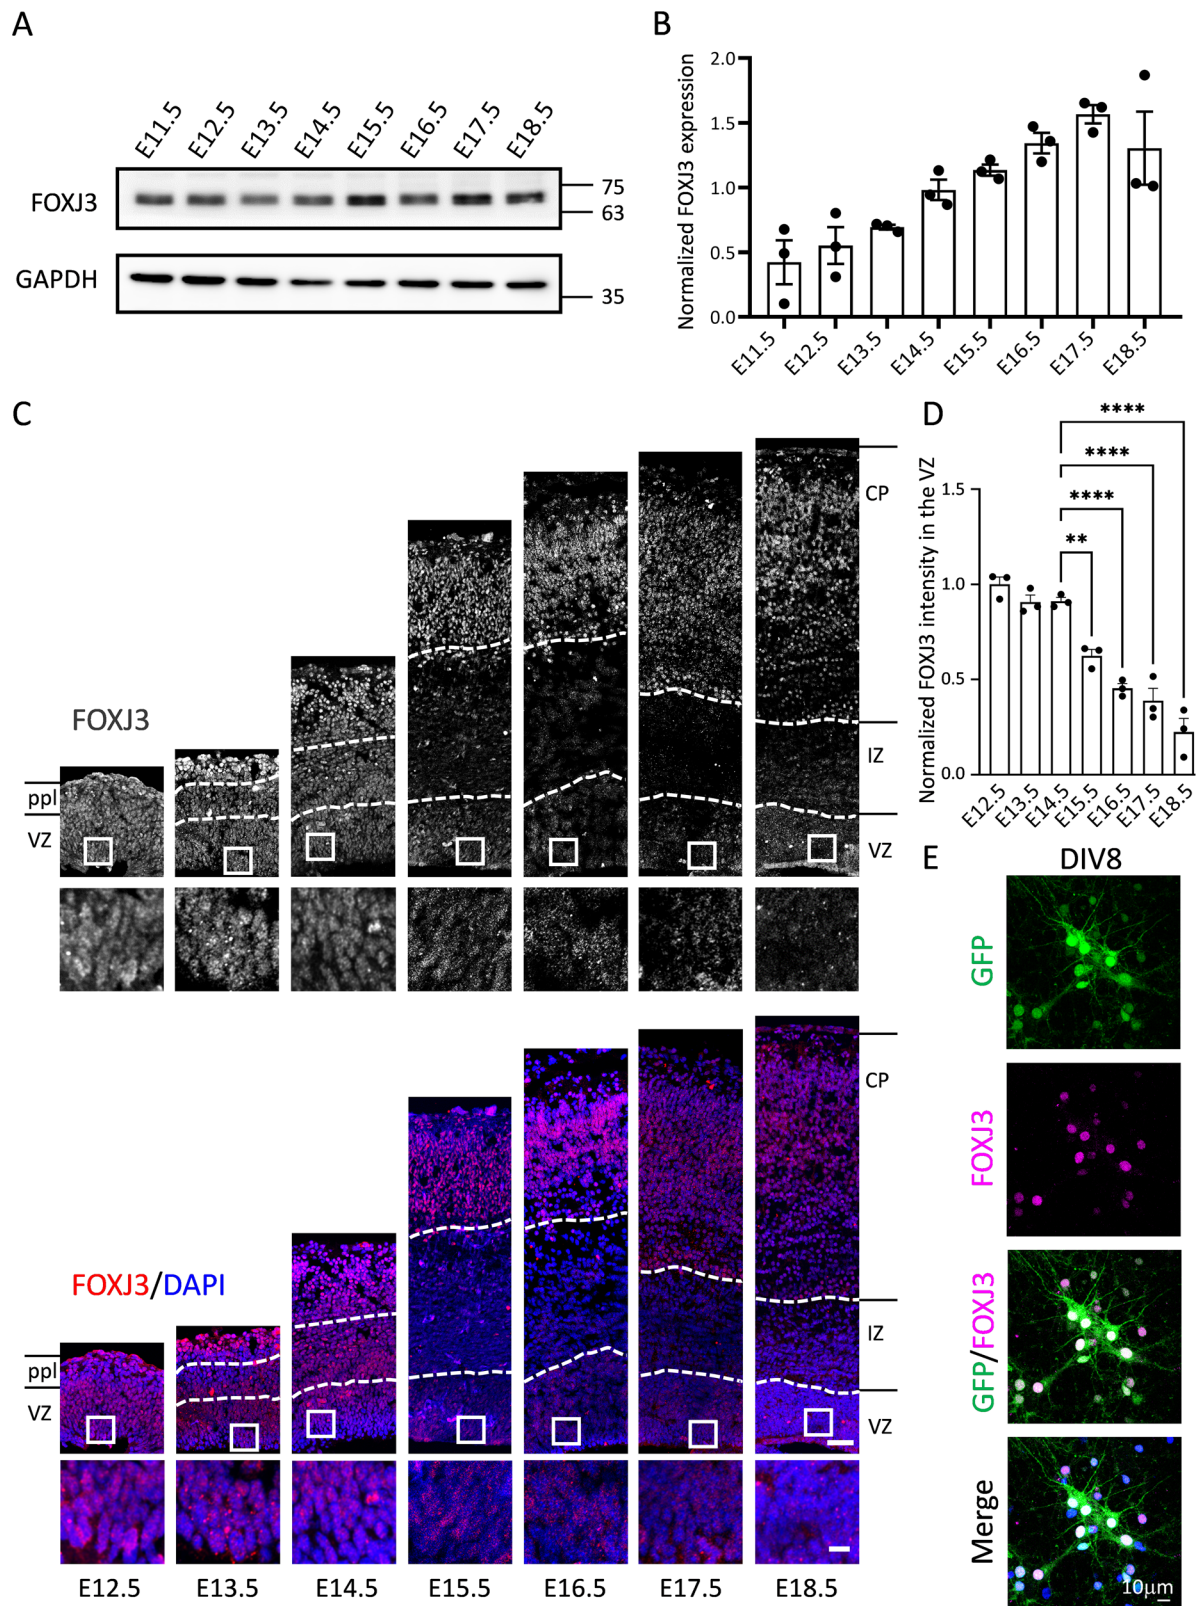 A
E11.5 E12.5 E13.5 E14.5 E15.5 E16.5 E17.5 E18.5
FOXJ3
75
63
GAPDH
35
B
Normalized FOXJ3 expression
2.0
1.5
1.0
0.5
0.0
E11.5 E12.5 E13.5 E14.5 E15.5 E16.5 E17.5 E18.5
C
FOXJ3
ppl
VZ
CP
IZ
VZ
FOXJ3/DAPI
ppl
VZ
CP
IZ
VZ
E12.5 E13.5 E14.5 E15.5 E16.5 E17.5 E18.5
D
Normalized FOXJ3 intensity in the VZ
****
****
****
**
1.5
1.0
0.5
0.0
E12.5 E13.5 E14.5 E15.5 E16.5 E17.5 E18.5
E
DIV8
GFP
FOXJ3
GFP/FOXJ3
Merge
10μm